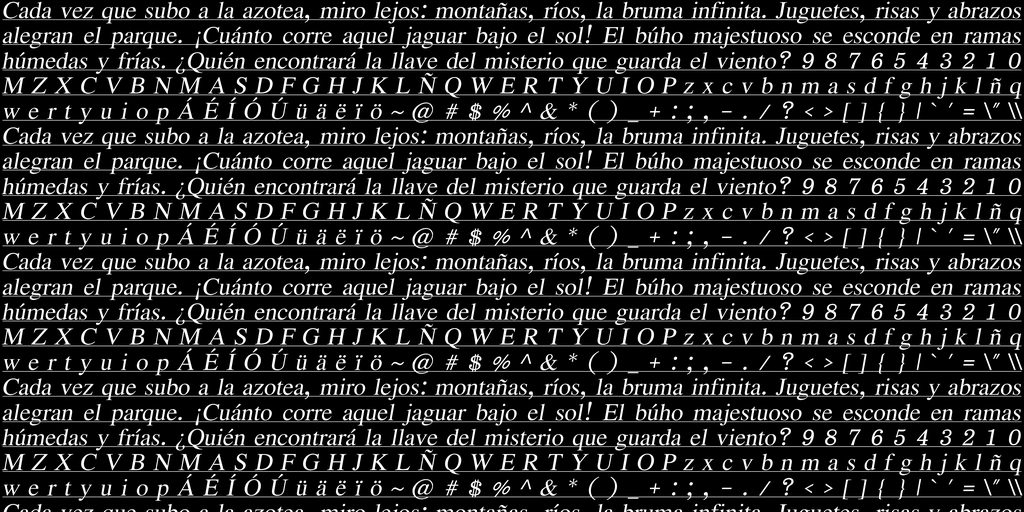 Cada vez que subo a la azotea, miro lejos: montañas, ríos, la bruma infinita. Juguetes, risas y abrazos
alegran el parque. ¡Cuánto corre aquel jaguar bajo el sol! El búho majestuoso se esconde en ramas
húmedas y frías. ¿Quién encontrará la llave del misterio que guarda el viento? 9 8 7 6 5 4 3 2 1 0
M Z X C V B N M A S D F G H J K L Ñ Q W E R T Y U I O P z x c v b n m a s d f g h j k l ñ q
w e r t y u i o p Á É Í Ó Ú ü ä ë ï ö ~ @ # $ % ^ & * ( ) _ + : ; , - . / ? < > [ ] { } | ` ' = \" \\
Cada vez que subo a la azotea, miro lejos: montañas, ríos, la bruma infinita. Juguetes, risas y abrazos
alegran el parque. ¡Cuánto corre aquel jaguar bajo el sol! El búho majestuoso se esconde en ramas
húmedas y frías. ¿Quién encontrará la llave del misterio que guarda el viento? 9 8 7 6 5 4 3 2 1 0
M Z X C V B N M A S D F G H J K L Ñ Q W E R T Y U I O P z x c v b n m a s d f g h j k l ñ q
w e r t y u i o p Á É Í Ó Ú ü ä ë ï ö ~ @ # $ % ^ & * ( ) _ + : ; , - . / ? < > [ ] { } | ` ' = \" \\
Cada vez que subo a la azotea, miro lejos: montañas, ríos, la bruma infinita. Juguetes, risas y abrazos
alegran el parque. ¡Cuánto corre aquel jaguar bajo el sol! El búho majestuoso se esconde en ramas
húmedas y frías. ¿Quién encontrará la llave del misterio que guarda el viento? 9 8 7 6 5 4 3 2 1 0
M Z X C V B N M A S D F G H J K L Ñ Q W E R T Y U I O P z x c v b n m a s d f g h j k l ñ q
w e r t y u i o p Á É Í Ó Ú ü ä ë ï ö ~ @ # $ % ^ & * ( ) _ + : ; , - . / ? < > [ ] { } | ` ' = \" \\
Cada vez que subo a la azotea, miro lejos: montañas, ríos, la bruma infinita. Juguetes, risas y abrazos
alegran el parque. ¡Cuánto corre aquel jaguar bajo el sol! El búho majestuoso se esconde en ramas
húmedas y frías. ¿Quién encontrará la llave del misterio que guarda el viento? 9 8 7 6 5 4 3 2 1 0
M Z X C V B N M A S D F G H J K L Ñ Q W E R T Y U I O P z x c v b n m a s d f g h j k l ñ q
w e r t y u i o p Á É Í Ó Ú ü ä ë ï ö ~ @ # $ % ^ & * ( ) _ + : ; , - . / ? < > [ ] { } | ` ' = \" \\